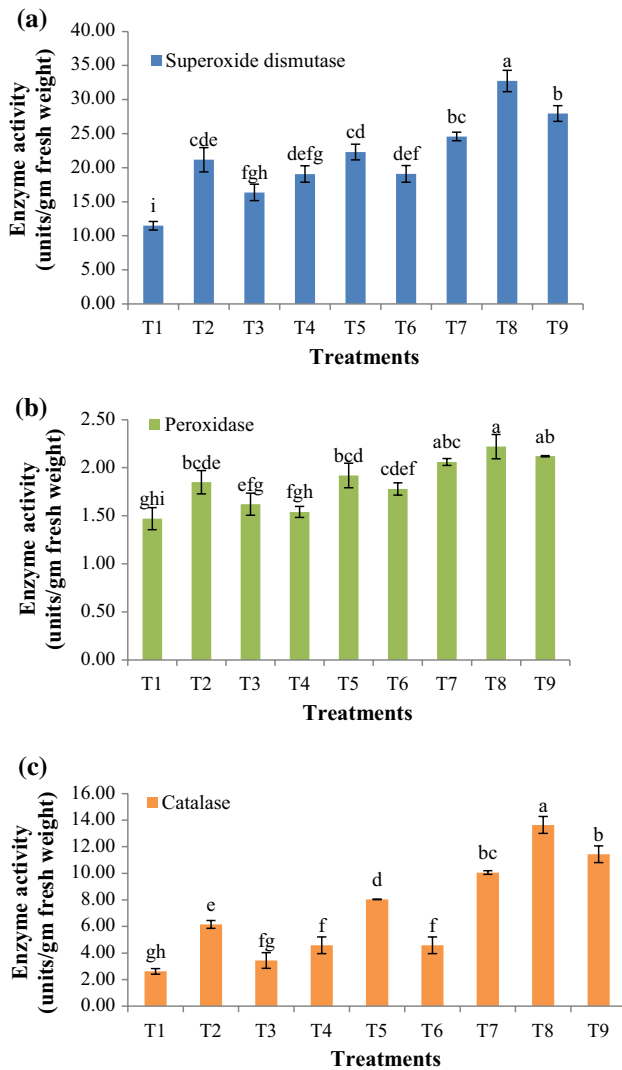 (a)
40.00
35.00
30.00
25.00
20.00
15.00
10.00
5.00
0.00
Enzyme activity
(units/gm fresh weight)
Superoxide dismutase
i
cde
fgh
defg
cd
def
bc
a
b
T1 T2 T3 T4 T5 T6 T7 T8 T9
Treatments
(b)
2.50
2.00
1.50
1.00
0.50
0.00
Enzyme activity
(units/gm fresh weight)
Peroxidase
ghi
bcde
efg
fgh
bcd
cdef
abc
a
ab
T1 T2 T3 T4 T5 T6 T7 T8 T9
Treatments
(c)
16.00
14.00
12.00
10.00
8.00
6.00
4.00
2.00
0.00
Enzyme activity
(units/gm fresh weight)
Catalase
gh
e
fg
f
d
f
bc
a
b
T1 T2 T3 T4 T5 T6 T7 T8 T9
Treatments